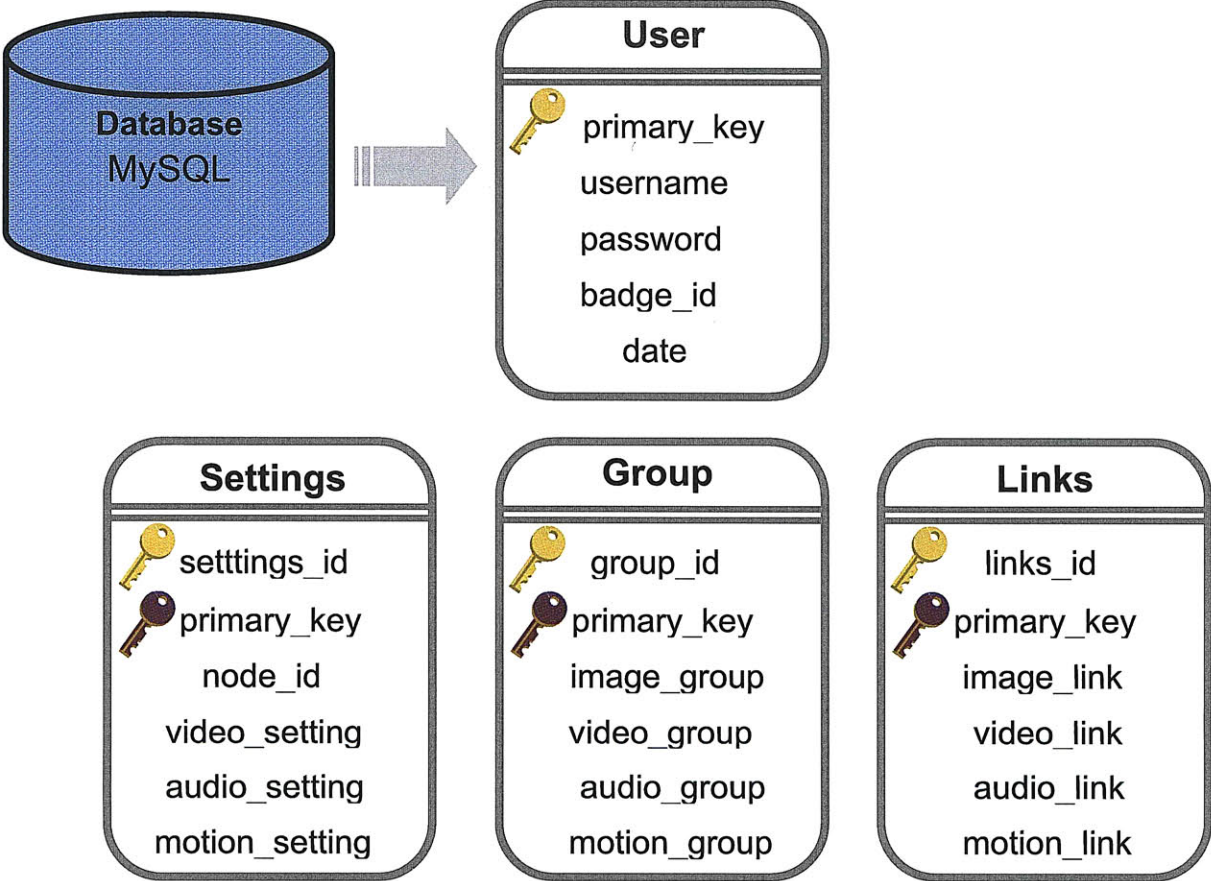 Database
MySQL
User
primary_key
username
password
badge_id
date
Settings
setttings_id
primary_key
node_id
video_setting
audio_setting
motion_setting
Group
group_id
primary_key
image_group
video_group
audio_group
motion_group
Links
links_id
primary_key
image_link
video_link
audio_link
motion_link